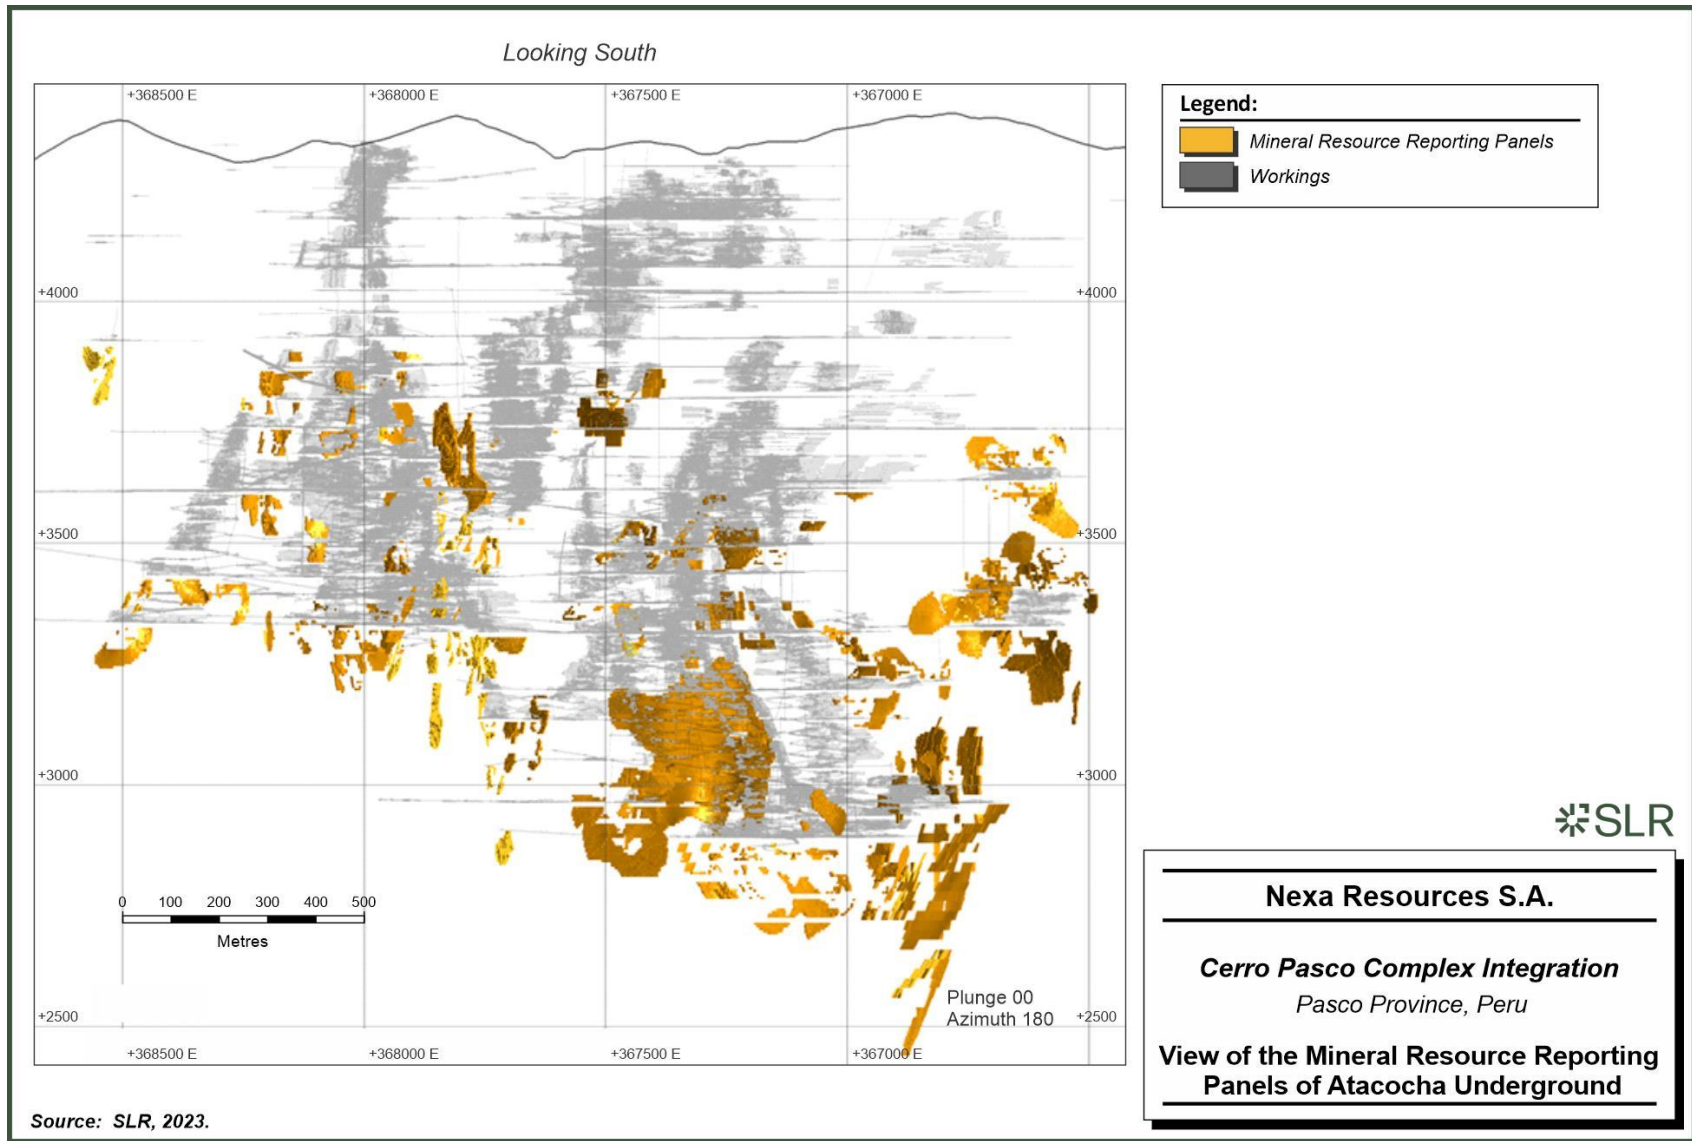 Looking South
+368500 E
+368000 E
+367500 E
+367000 E
Legend:
Mineral Resource Reporting Panels
Workings
+4000
+4000
+3500
+3500
+3000
+3000
0 100 200 300 400 500
Metres
+2500
Plunge 00
Azimuth 180
+2500
+368500 E
+368000 E
+367500 E
+367000 E
SLR
Nexa Resources S.A.
Cerro Pasco Complex Integration
Pasco Province, Peru
View of the Mineral Resource Reporting
Panels of Atacocha Underground
Source: SLR, 2023.